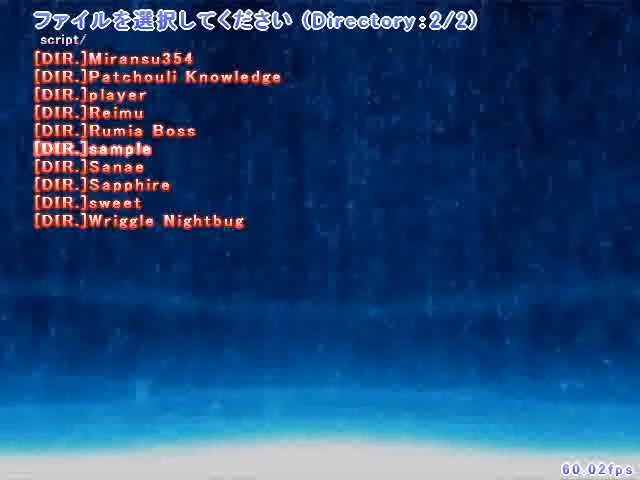 ファイルを選択してください (Directory:2/2)
script/
[DIR.]Miransu354
[DIR.]Patchouli Knowledge
[DIR.]player
[DIR.]Reimu
[DIR.]Rumia Boss
[DIR.]sample
[DIR.]Sanae
[DIR.]Sapphire
[DIR.]sweet
[DIR.]Wriggle Nightbug
60.02fps